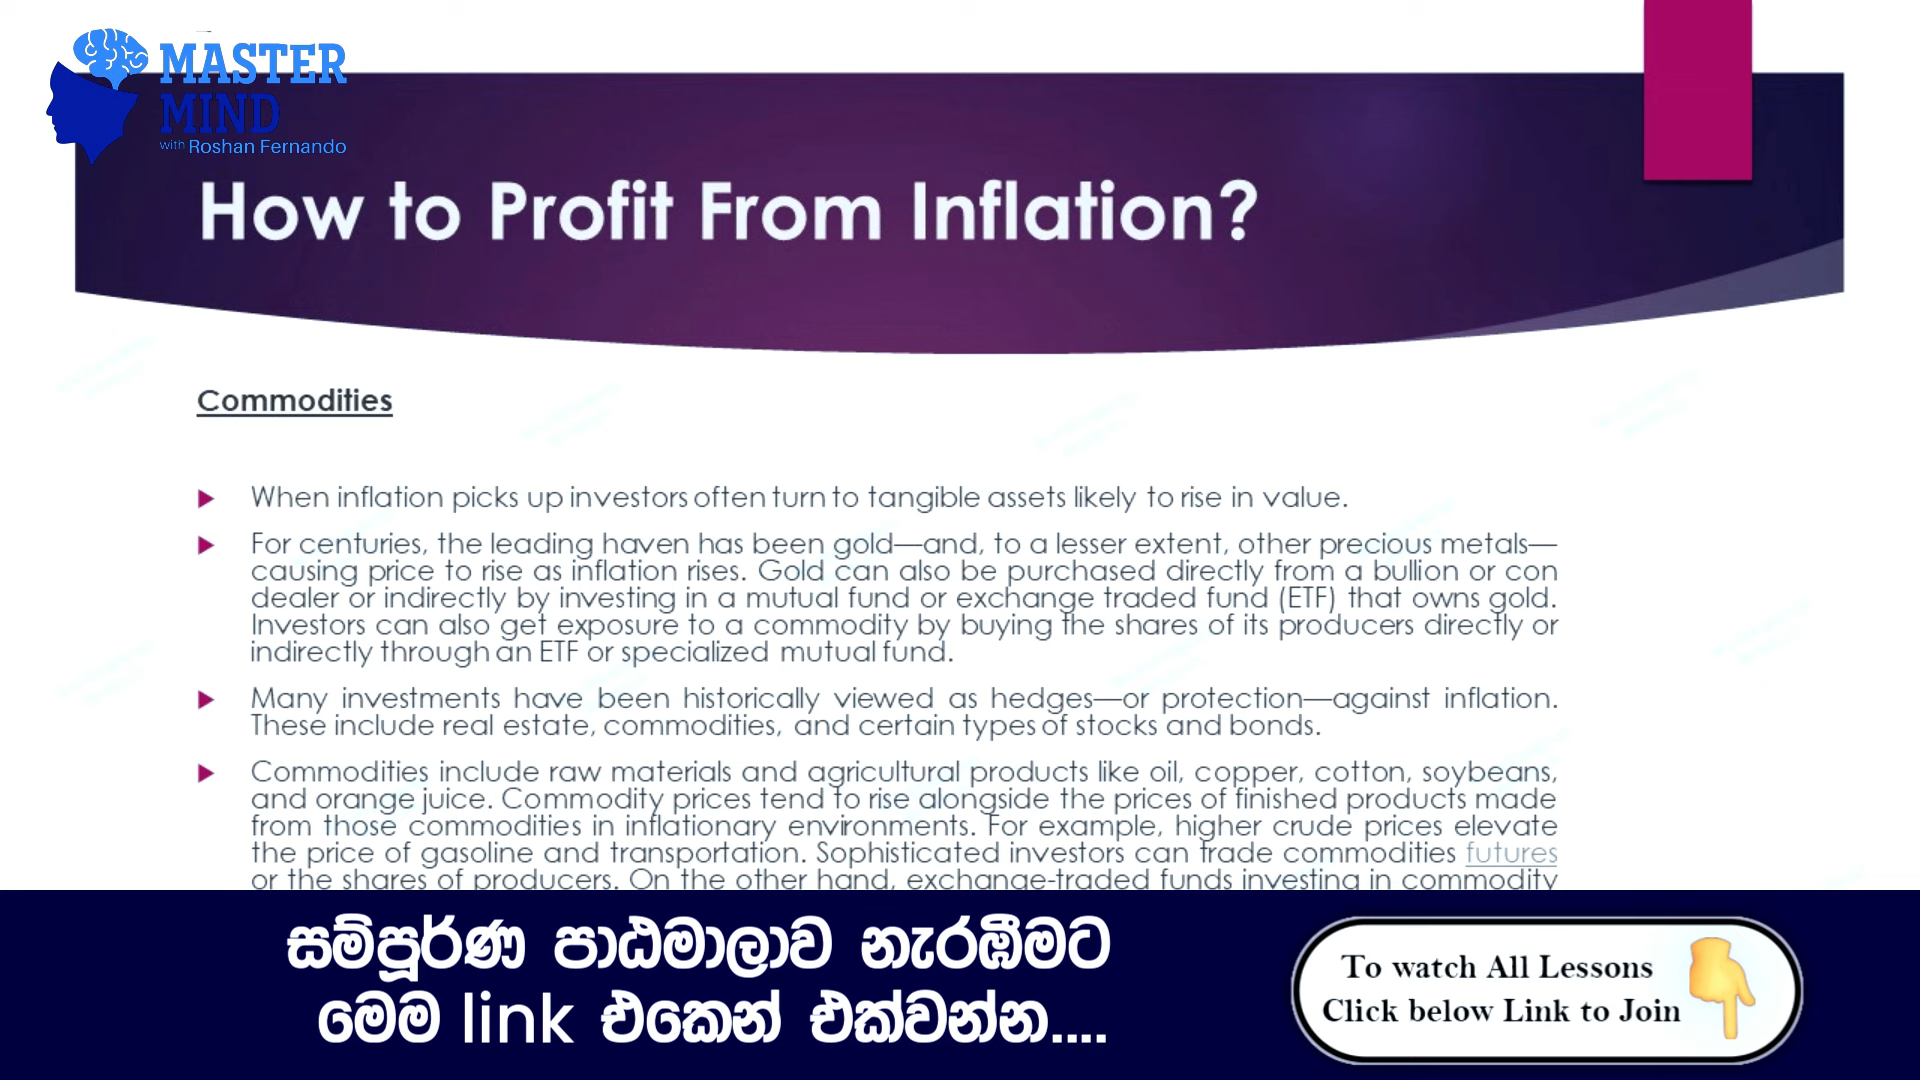 MASTER
MIND
with Roshan Fernando
How to Profit From Inflation?
Commodities
When inflation picks up investors often turn to tangible assets likely to rise in value.
For centuries, the leading haven has been gold—and, to a lesser extent, other precious metals—
causing price to rise as inflation rises. Gold can also be purchased directly from a bullion or con
dealer or indirectly by investing in a mutual fund or exchange traded fund (ETF) that owns gold.
Investors can also get exposure to a commodity by buying the shares of its producers directly or
indirectly through an ETF or specialized mutual fund.
Many investments have been historically viewed as hedges—or protection—against inflation.
These include real estate, commodities, and certain types of stocks and bonds.
Commodities include raw materials and agricultural products like oil, copper, cotton, soybeans,
and orange juice. Commodity prices tend to rise alongside the prices of finished products made
from those commodities in inflationary environments. For example, higher crude prices elevate
the price of gasoline and transportation. Sophisticated investors can trade commodities futures
or the shares of producers. On the other hand, exchange-traded funds investing in commodity
සම්පූර්ණ පාඨමාලාව නැරඹීමට
මෙම link එකෙන් එක්වන්න....
To watch All Lessons
Click below Link to Join